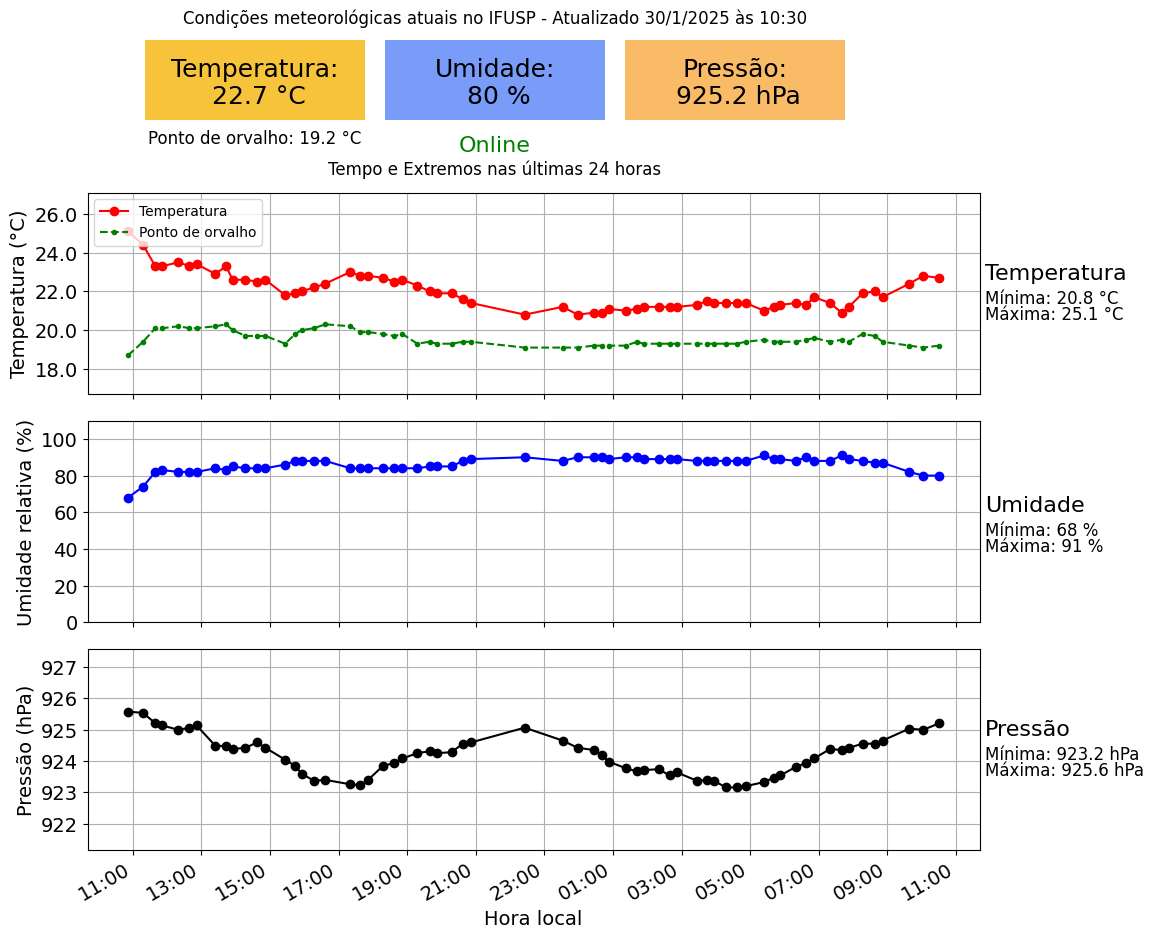 Condições meteorológicas atuais no IFUSP - Atualizado 30/1/2025 às 10:30
Temperatura:
22.7 °C
Umidade:
80 %
Pressão:
925.2 hPa
Ponto de orvalho: 19.2 °C
Online
Tempo e Extremos nas últimas 24 horas
Temperatura (°C)
26.0
24.0
22.0
20.0
18.0
Temperatura
Ponto de orvalho
Temperatura
Mínima: 20.8 °C
Máxima: 25.1 °C
Umidade relativa (%)
100
80
60
40
20
0
Umidade
Mínima: 68 %
Máxima: 91 %
Pressão (hPa)
927
926
925
924
923
922
Pressão
Mínima: 923.2 hPa
Máxima: 925.6 hPa
11:00
13:00
15:00
17:00
19:00
21:00
23:00
01:00
03:00
05:00
07:00
09:00
11:00
Hora local